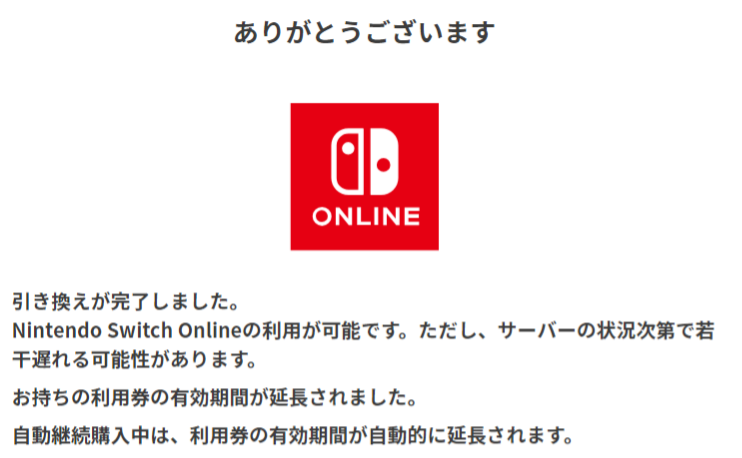 ありがとうございます
ONLINE
引き換えが完了しました。
Nintendo Switch Onlineの利用が可能です。ただし、サーバーの状況次第で若
干遅れる可能性があります。
お持ちの利用券の有効期間が延長されました。
自動継続購入中は、利用券の有効期間が自動的に延長されます。